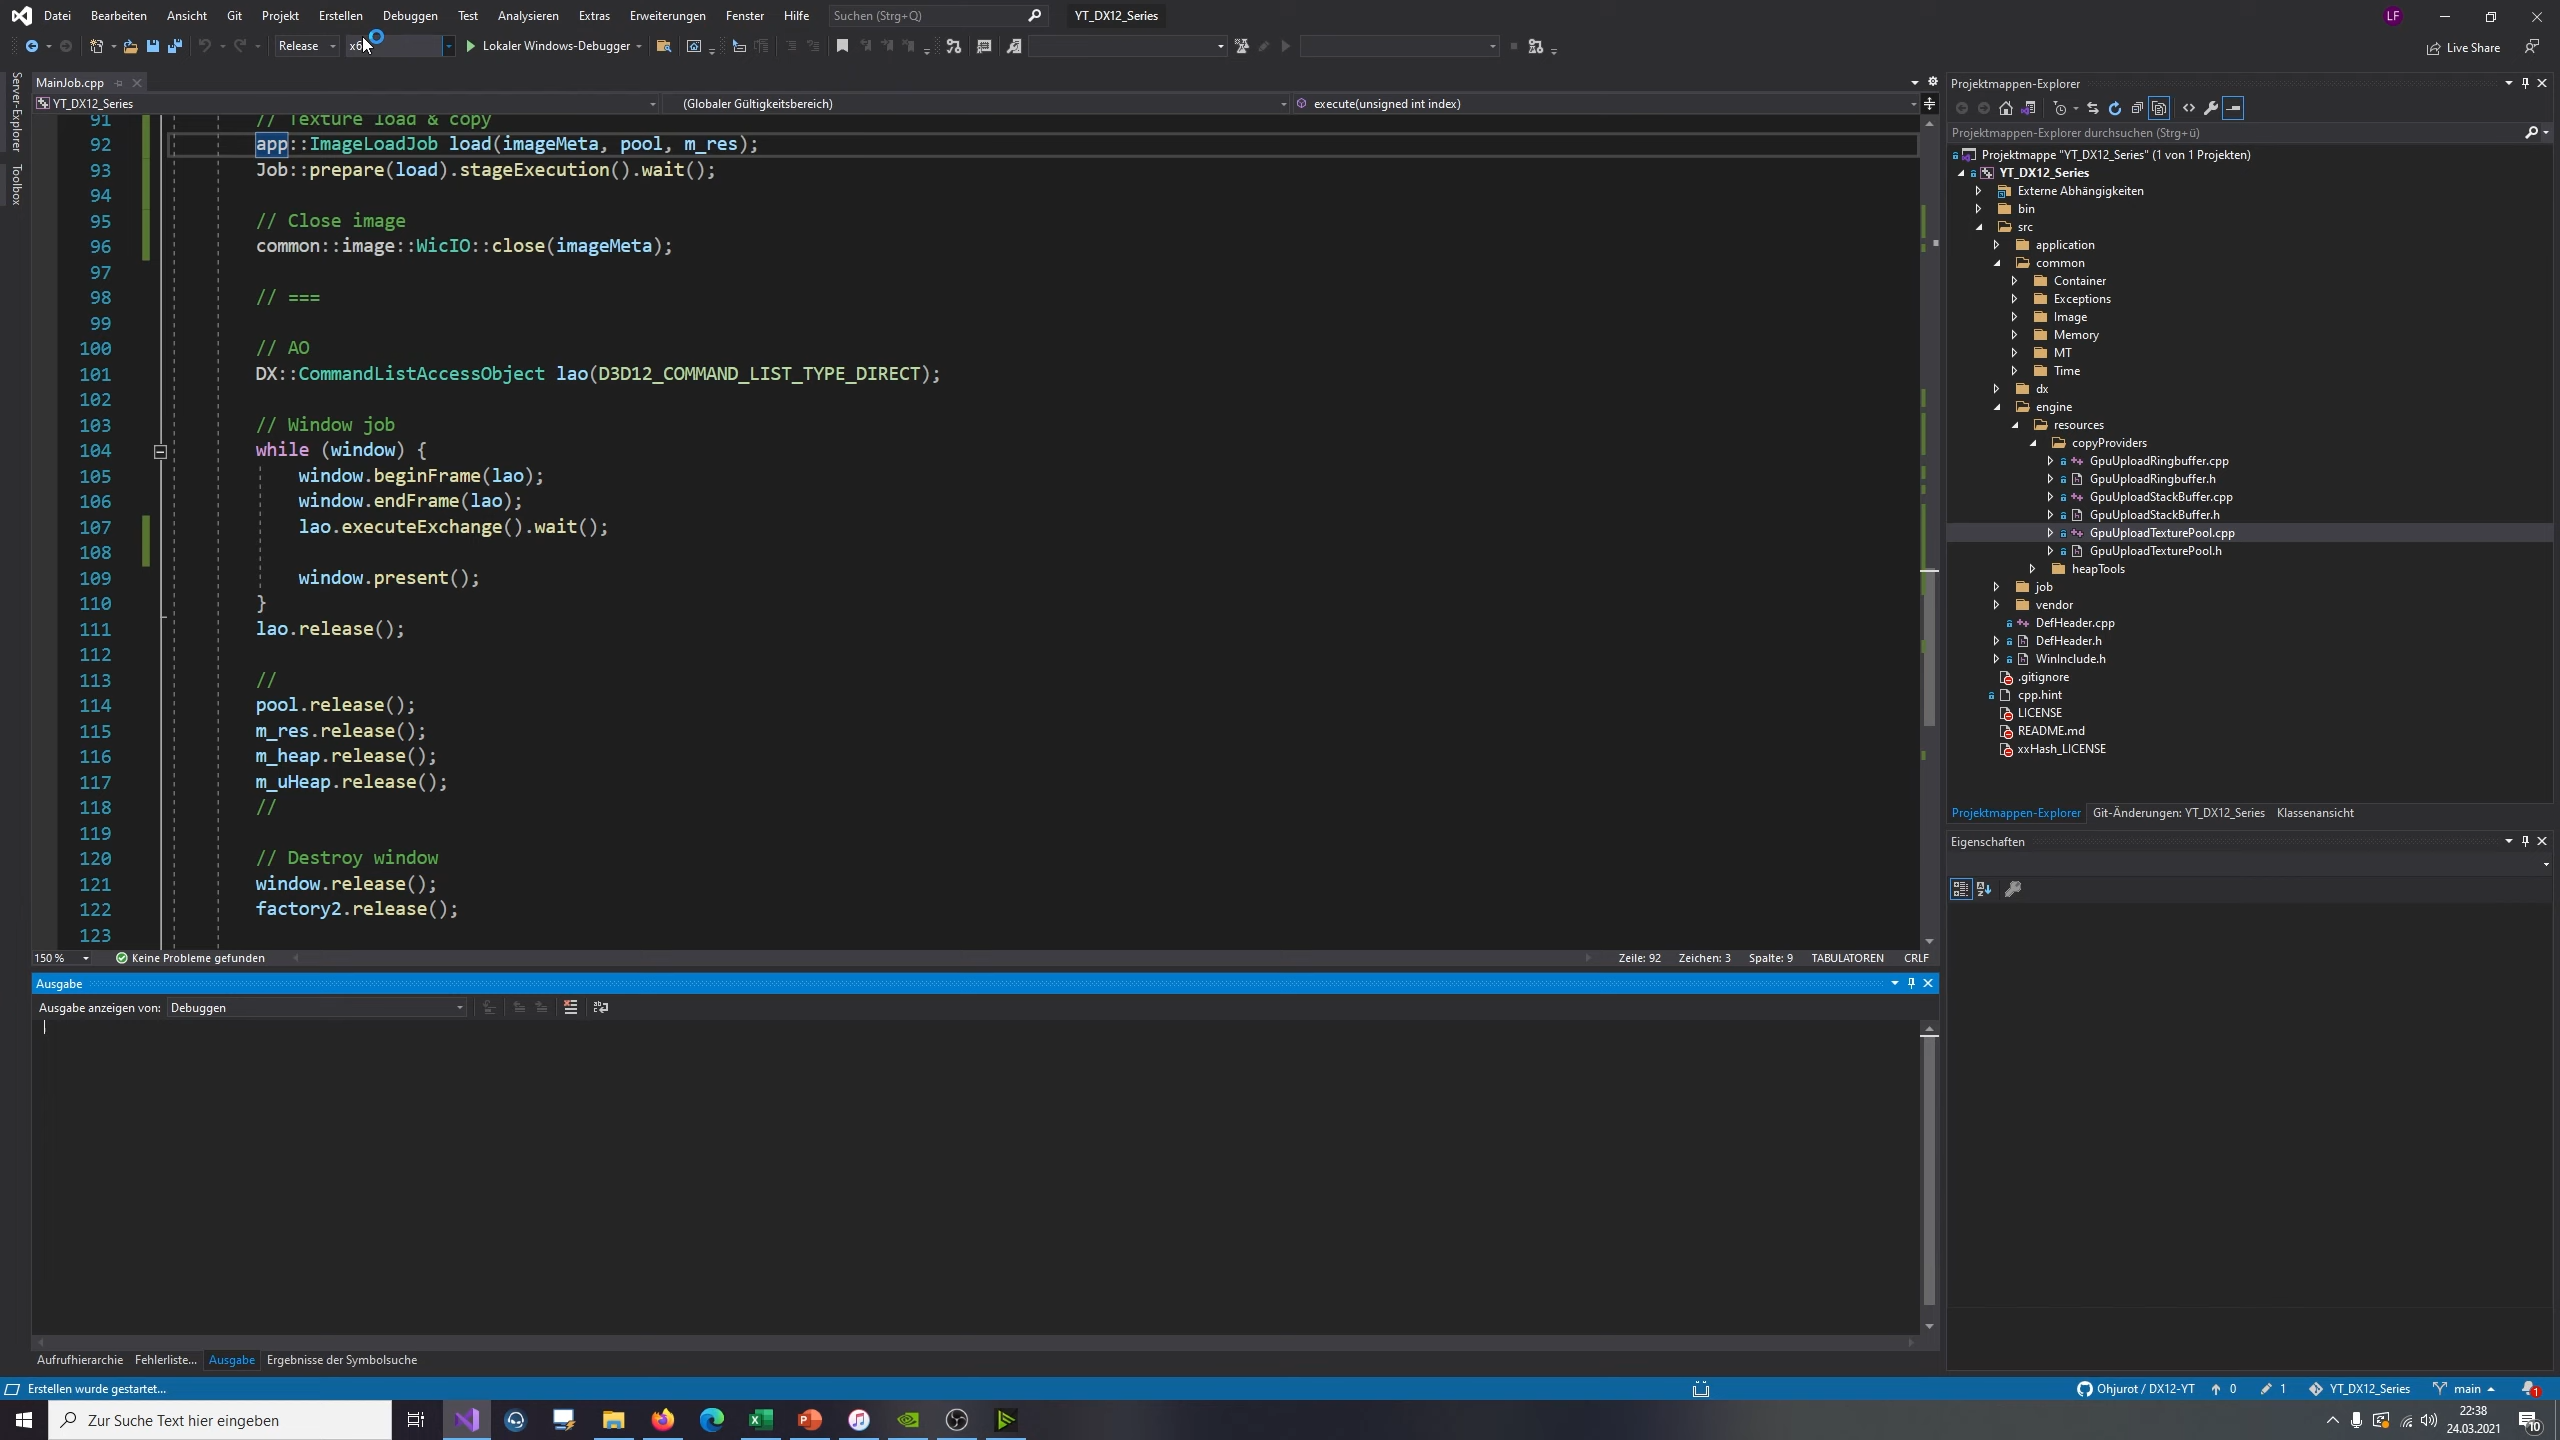 Datei Bearbeiten Ansicht Git Projekt Erstellen Debuggen Test Analysieren Extras Erweiterungen Fenster Hilfe Suchen (Strg+Q) YT_DX12_Series LF
Release Lokaler Windows-Debugger Live Share
Server-Explorer
Toolbox
MainJob.cpp
YT_DX12_Series (Globaler Gültigkeitsbereich) execute(unsigned int index)
91 // Texture load & copy
92 app::ImageLoadJob load(imageMeta, pool, m_res);
93 Job::prepare(load).stageExecution().wait();
94
95 // Close image
96 common::image::WicIO::close(imageMeta);
97
98 // ===
99
100 // AO
101 DX::CommandListAccessObject lao(D3D12_COMMAND_LIST_TYPE_DIRECT);
102
103 // Window job
104 while (window) {
105 window.beginFrame(lao);
106 window.endFrame(lao);
107 lao.executeExchange().wait();
108
109 window.present();
110 }
111 lao.release();
112
113 //
114 pool.release();
115 m_res.release();
116 m_heap.release();
117 m_uHeap.release();
118 //
119
120 // Destroy window
121 window.release();
122 factory2.release();
123
150 % Keine Probleme gefunden Zeile: 92 Zeichen: 3 Spalte: 9 TABULATOREN CRLF
Ausgabe
Ausgabe anzeigen von: Debuggen
Aufrufhierarchie Fehlerliste... Ausgabe Ergebnisse der Symbolsuche
Projektmappen-Explorer
Projektmappen-Explorer durchsuchen (Strg+ü)
Projektmappe "YT_DX12_Series" (1 von 1 Projekten)
YT_DX12_Series
Externe Abhängigkeiten
bin
src
application
common
Container
Exceptions
Image
Memory
MT
Time
dx
engine
resources
copyProviders
GpuUploadRingbuffer.cpp
GpuUploadRingbuffer.h
GpuUploadStackBuffer.cpp
GpuUploadStackBuffer.h
GpuUploadTexturePool.cpp
GpuUploadTexturePool.h
heapTools
job
vendor
DefHeader.cpp
DefHeader.h
WinInclude.h
.gitignore
cpp.hint
LICENSE
README.md
xxHash_LICENSE
Projektmappen-Explorer Git-Änderungen: YT_DX12_Series Klassenansicht
Eigenschaften
Erstellen wurde gestartet... Ohjurot / DX12-YT 0 1 YT_DX12_Series main 1
Zur Suche Text hier eingeben
22:38
24.03.2021
10